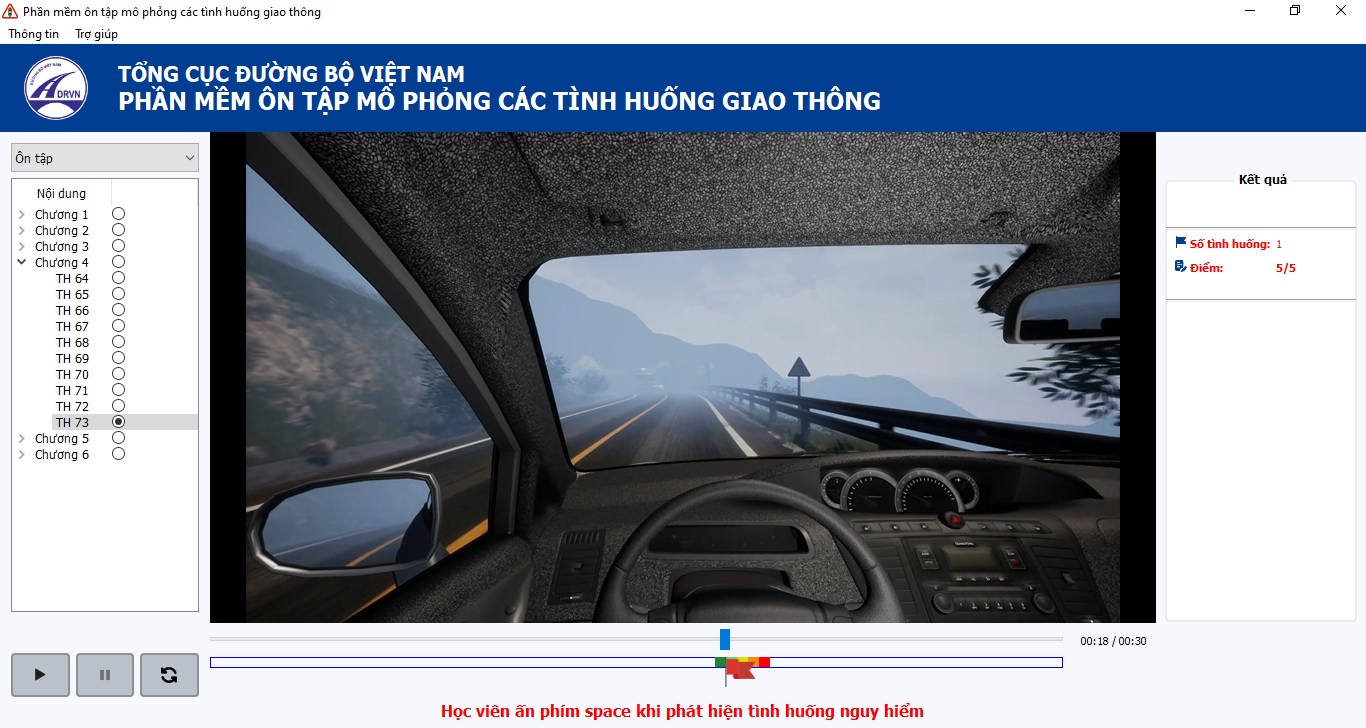 Phần mềm ôn tập mô phỏng các tình huống giao thông
Thông tin Trợ giúp
ĐƯỜNG BỘ VIỆT NAM
DRVN
TỔNG CỤC ĐƯỜNG BỘ VIỆT NAM
PHẦN MỀM ÔN TẬP MÔ PHỎNG CÁC TÌNH HUỐNG GIAO THÔNG
Ôn tập
Nội dung
Chương 1
Chương 2
Chương 3
Chương 4
TH 64
TH 65
TH 66
TH 67
TH 68
TH 69
TH 70
TH 71
TH 72
TH 73
Chương 5
Chương 6
Kết quả
Số tình huống: 1
Điểm: 5/5
00:18 / 00:30
Học viên ấn phím space khi phát hiện tình huống nguy hiểm